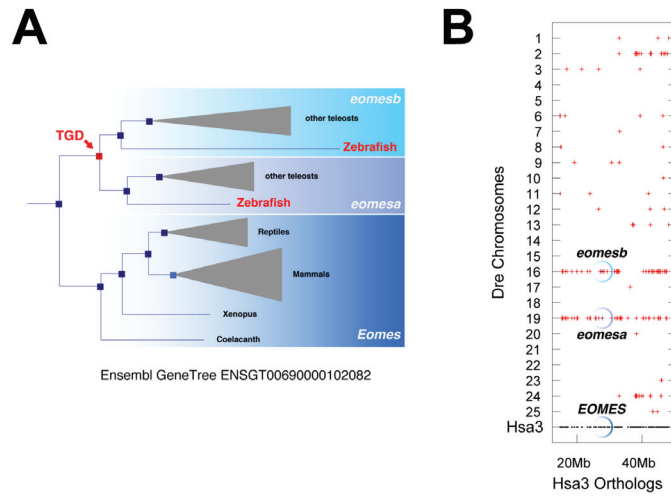 A
eomesb
other teleosts
TGD
Zebrafish
other teleosts
eomesa
Zebrafish
Reptiles
Mammals
Xenopus
Coelacanth
Eomes
Ensembl GeneTree ENSGT00690000102082
B
Dre Chromosomes
1
2
3
4
5
6
7
8
9
10
11
12
13
14
15
eomesb
16
17
18
19
eomesa
20
21
22
23
24
25
EOMES
Hsa3
20Mb 40Mb
Hsa3 Orthologs